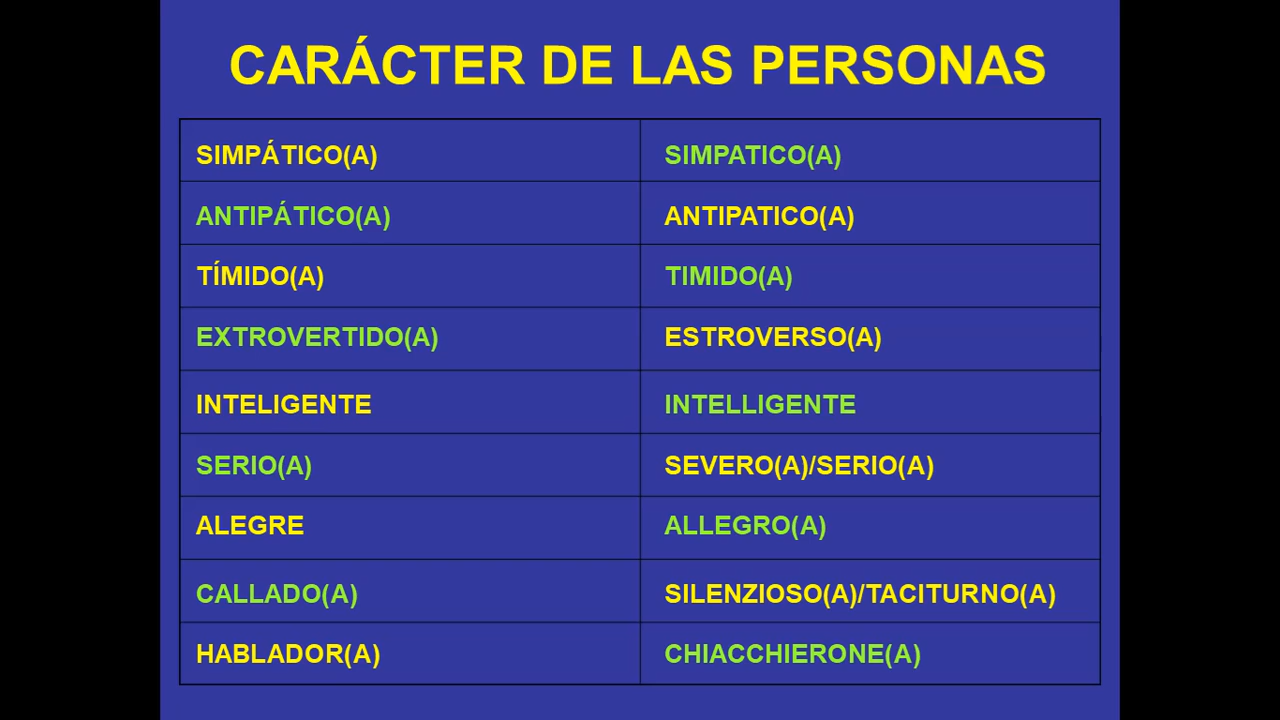 CARÁCTER DE LAS PERSONAS
SIMPÁTICO(A) SIMPATICO(A)
ANTIPÁTICO(A) ANTIPATICO(A)
TÍMIDO(A) TIMIDO(A)
EXTROVERTIDO(A) ESTROVERSO(A)
INTELIGENTE INTELLIGENTE
SERIO(A) SEVERO(A)/SERIO(A)
ALEGRE ALLEGRO(A)
CALLADO(A) SILENZIOSO(A)/TACITURNO(A)
HABLADOR(A) CHIACCHIERONE(A)